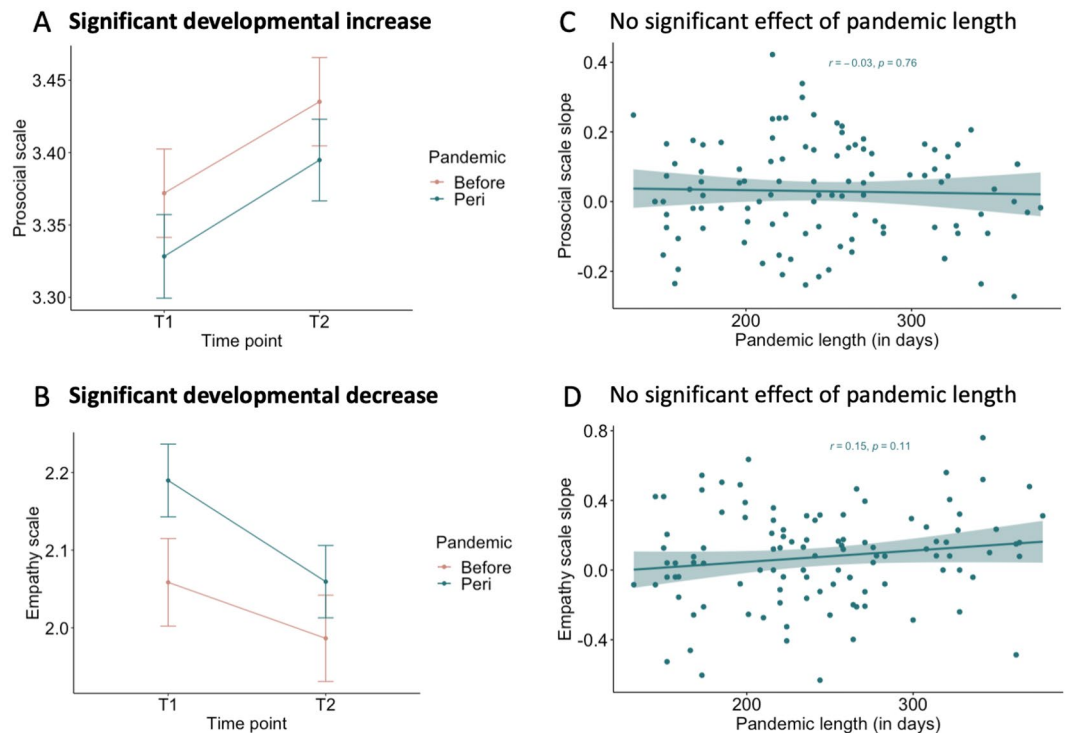 A Significant developmental increase
Prosocial scale
3.45
3.40
3.35
3.30
T1 T2
Time point
Pandemic
Before
Peri
C No significant effect of pandemic length
Prosocial scale slope
0.4
0.2
0.0
-0.2
r = −0.03, p = 0.76
200 300
Pandemic length (in days)
B Significant developmental decrease
Empathy scale
2.2
2.1
2.0
T1 T2
Time point
Pandemic
Before
Peri
D No significant effect of pandemic length
Empathy scale slope
0.8
0.4
0.0
-0.4
r = 0.15, p = 0.11
200 300
Pandemic length (in days)